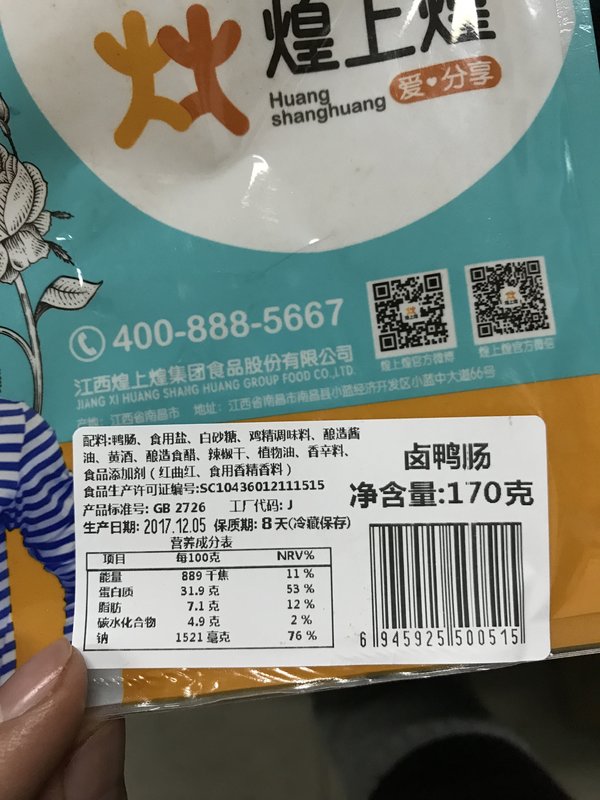 煌上煌
Huang
shanghuang
爱♥分享
400-888-5667
煌上煌官方微博
煌上煌官方微信
江西煌上煌集团食品股份有限公司
JIANG XI HUANG SHANG HUANG GROUP FOOD CO.,LTD.
产地：江西省南昌市 地址：江西省南昌市南昌县小蓝经济开发区小蓝中大道66号
配料:鸭肠、食用盐、白砂糖、鸡精调味料、酿造酱
油、黄酒、酿造食醋、辣椒干、植物油、香辛料、
食品添加剂（红曲红、食用香精香料）
食品生产许可证编号:SC10436012111515
产品标准号: GB 2726 工厂代码: J
生产日期: 2017.12.05 保质期: 8天(冷藏保存)
营养成分表
项目 每100克 NRV%
能量 889 千焦 11 %
蛋白质 31.9 克 53 %
脂肪 7.1 克 12 %
碳水化合物 4.9 克 2 %
钠 1521 毫克 76 %
卤鸭肠
净含量:170克
6 945925 500515